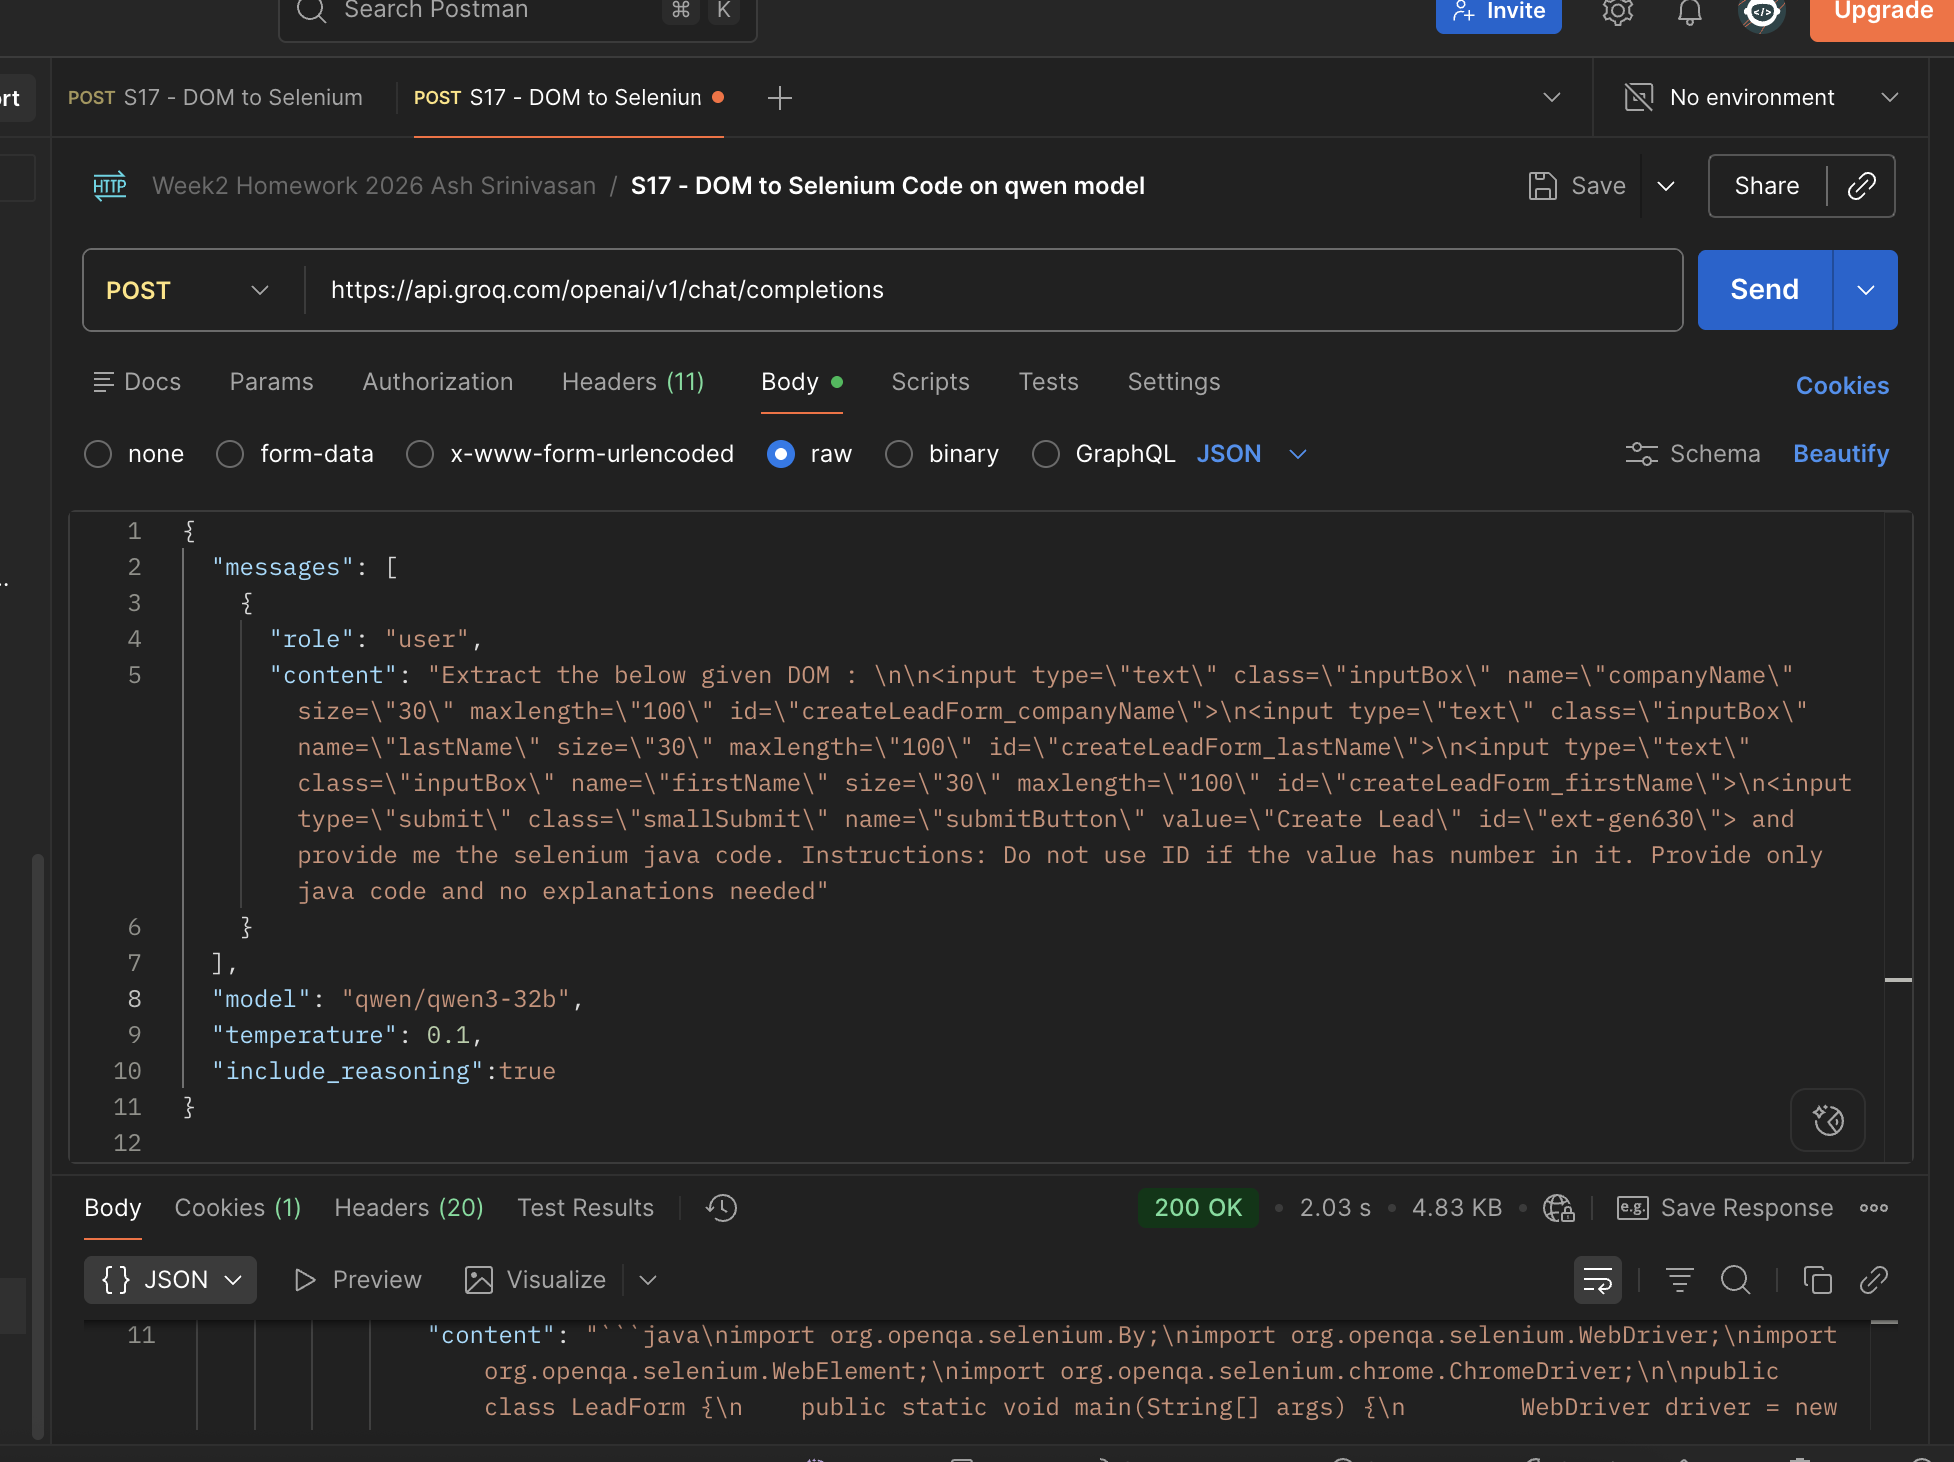 Search Postman ⌘ K Invite Upgrade
rt POST S17 - DOM to Selenium POST S17 - DOM to Seleniun No environment
HTTP Week2 Homework 2026 Ash Srinivasan / S17 - DOM to Selenium Code on qwen model Save Share
POST https://api.groq.com/openai/v1/chat/completions Send
Docs Params Authorization Headers (11) Body Scripts Tests Settings Cookies
none form-data x-www-form-urlencoded raw binary GraphQL JSON Schema Beautify
1 {
2 "messages": [
3 {
4 "role": "user",
5 "content": "Extract the below given DOM : \n\n<input type=\"text\" class=\"inputBox\" name=\"companyName\"
size=\"30\" maxlength=\"100\" id=\"createLeadForm_companyName\">\n<input type=\"text\" class=\"inputBox\"
name=\"lastName\" size=\"30\" maxlength=\"100\" id=\"createLeadForm_lastName\">\n<input type=\"text\"
class=\"inputBox\" name=\"firstName\" size=\"30\" maxlength=\"100\" id=\"createLeadForm_firstName\">\n<input
type=\"submit\" class=\"smallSubmit\" name=\"submitButton\" value=\"Create Lead\" id=\"ext-gen630\"> and
provide me the selenium java code. Instructions: Do not use ID if the value has number in it. Provide only
java code and no explanations needed"
6 }
7 ],
8 "model": "qwen/qwen3-32b",
9 "temperature": 0.1,
10 "include_reasoning":true
11 }
12
Body Cookies (1) Headers (20) Test Results 200 OK • 2.03 s • 4.83 KB • e.g. Save Response
{} JSON Preview Visualize
11 "content": "```java\nimport org.openqa.selenium.By;\nimport org.openqa.selenium.WebDriver;\nimport
org.openqa.selenium.WebElement;\nimport org.openqa.selenium.chrome.ChromeDriver;\n\npublic
class LeadForm {\n    public static void main(String[] args) {\n        WebDriver driver = new